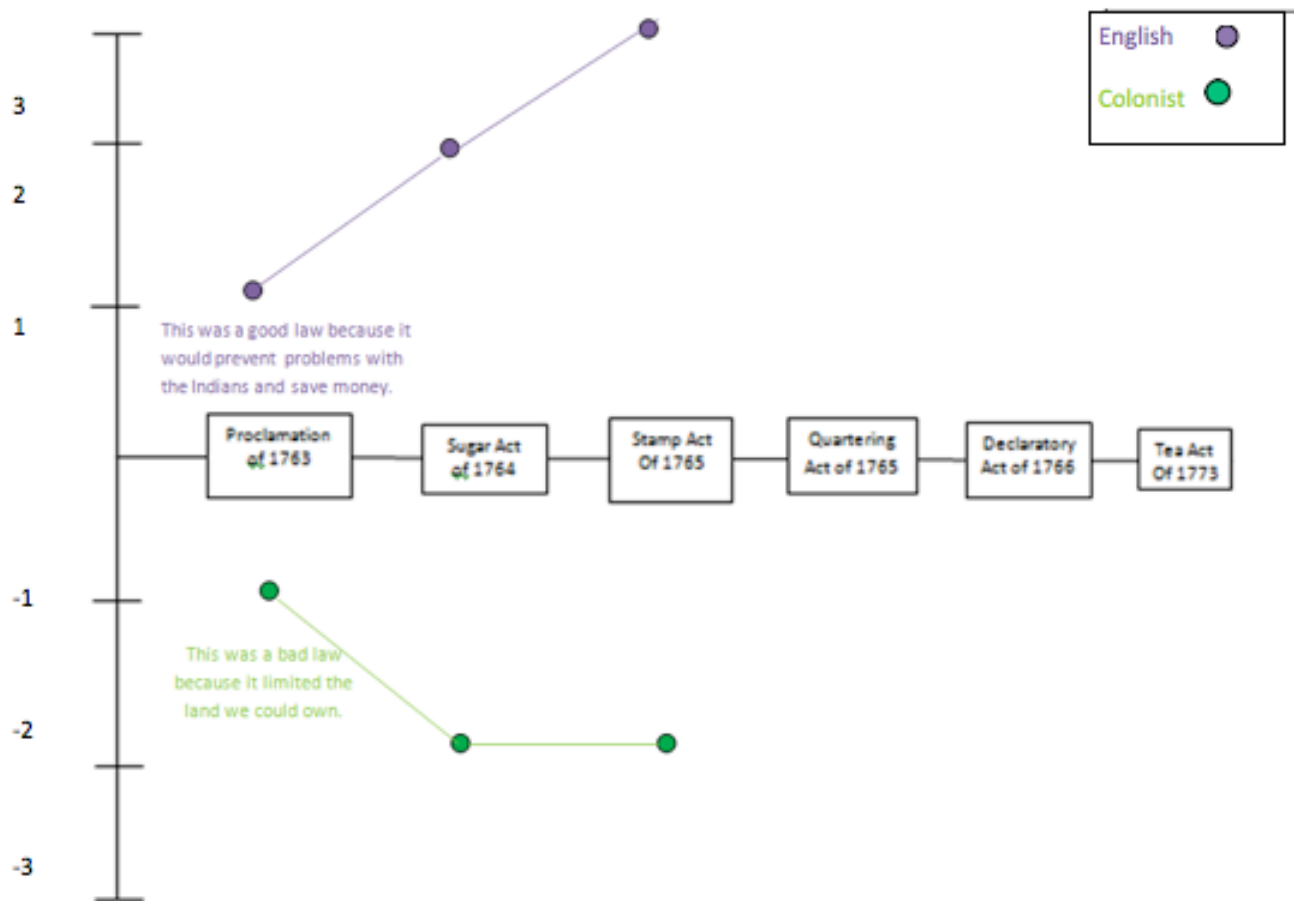 English
Colonist
3
2
1
This was a good law because it
would prevent problems with
the Indians and save money.
Proclamation
of 1763
Sugar Act
of 1764
Stamp Act
Of 1765
Quartering
Act of 1765
Declaratory
Act of 1766
Tea Act
Of 1773
-1
This was a bad law
because it limited the
land we could own.
-2
-3